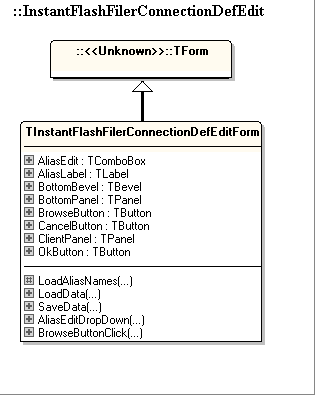 ::InstantFlashFilerConnectionDefEdit
::<<Unknown>>::TForm
TInstantFlashFilerConnectionDefEditForm
AliasEdit : TComboBox
AliasLabel : TLabel
BottomBevel : TBevel
BottomPanel : TPanel
BrowseButton : TButton
CancelButton : TButton
ClientPanel : TPanel
OkButton : TButton
LoadAliasNames(...)
LoadData(...)
SaveData(...)
AliasEditDropDown(...)
BrowseButtonClick(...)